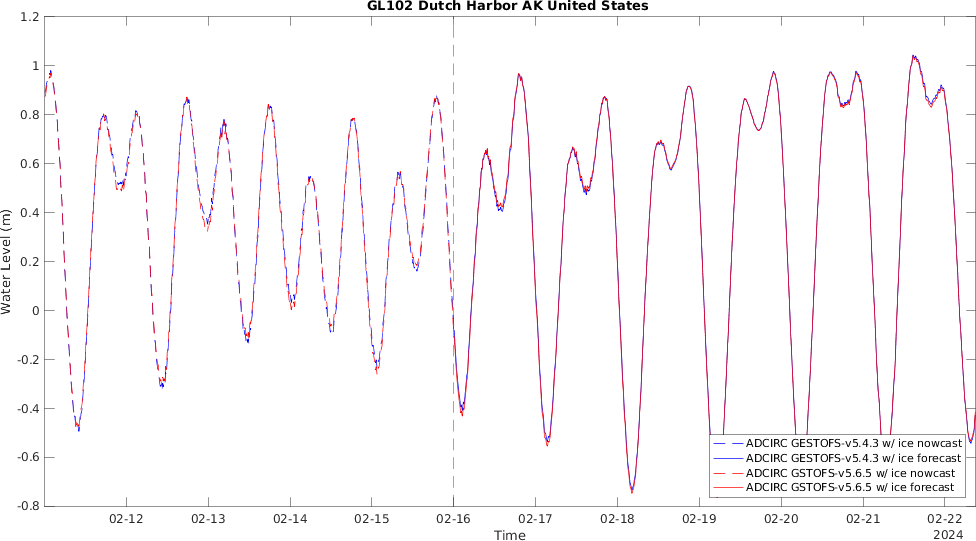 GL102 Dutch Harbor AK United States
1.2
1
0.8
0.6
0.4
0.2
0
-0.2
-0.4
-0.6
-0.8
Water Level (m)
ADCIRC GESTOFS-v5.4.3 w/ ice nowcast
ADCIRC GESTOFS-v5.4.3 w/ ice forecast
ADCIRC GSTOFS-v5.6.5 w/ ice nowcast
ADCIRC GSTOFS-v5.6.5 w/ ice forecast
02-12 02-13 02-14 02-15 02-16 02-17 02-18 02-19 02-20 02-21 02-22
Time
2024